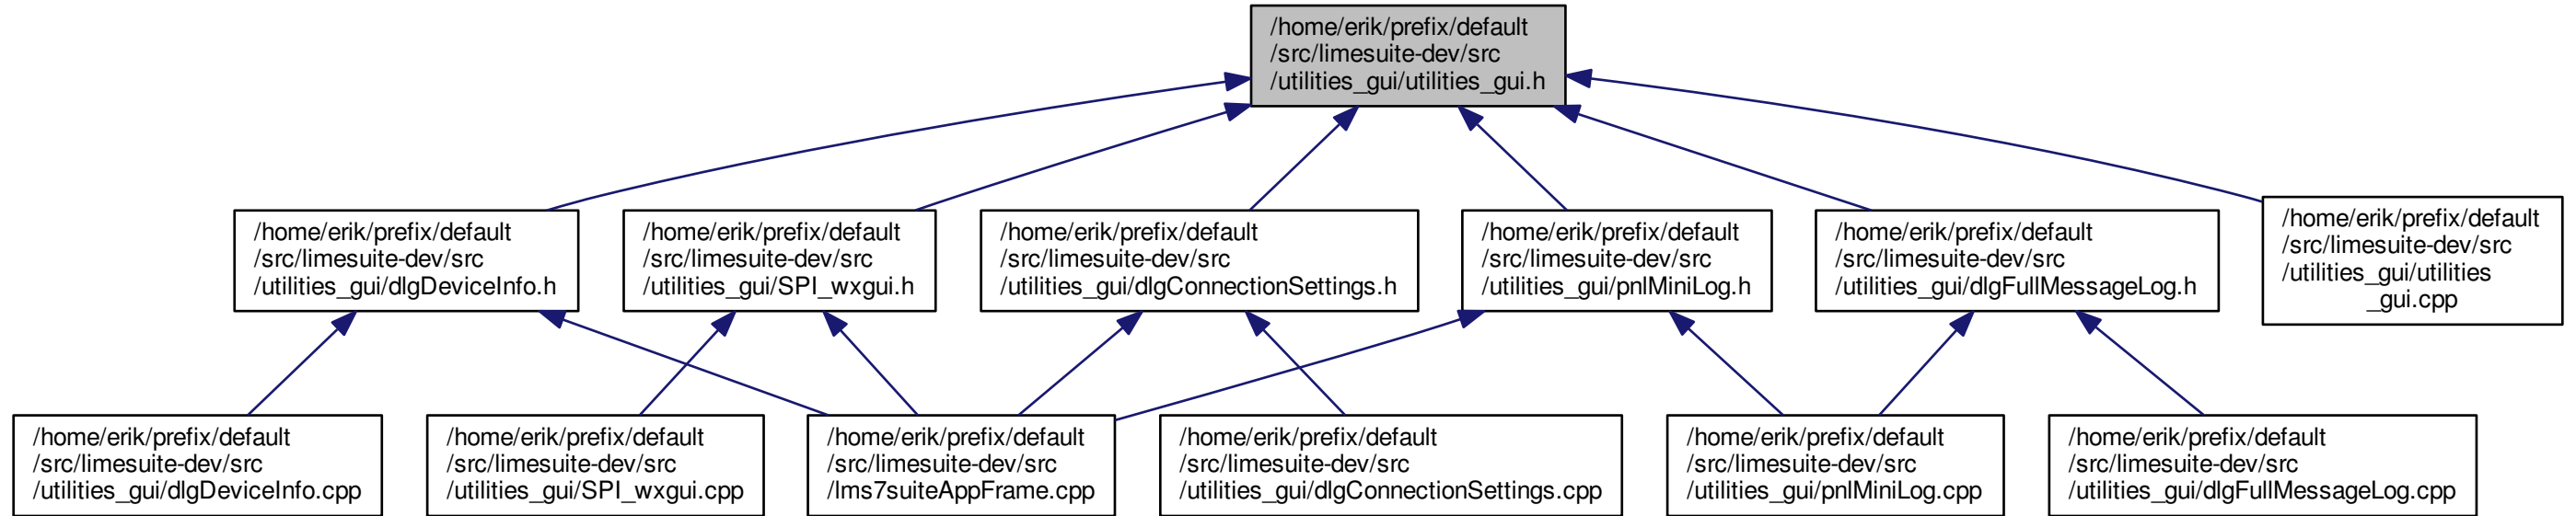 /home/erik/prefix/default
/src/limesuite-dev/src
/utilities_gui/utilities_gui.h
/home/erik/prefix/default
/src/limesuite-dev/src
/utilities_gui/dlgDeviceInfo.h
/home/erik/prefix/default
/src/limesuite-dev/src
/utilities_gui/SPI_wxgui.h
/home/erik/prefix/default
/src/limesuite-dev/src
/utilities_gui/dlgConnectionSettings.h
/home/erik/prefix/default
/src/limesuite-dev/src
/utilities_gui/pnlMiniLog.h
/home/erik/prefix/default
/src/limesuite-dev/src
/utilities_gui/dlgFullMessageLog.h
/home/erik/prefix/default
/src/limesuite-dev/src
/utilities_gui/utilities
_gui.cpp
/home/erik/prefix/default
/src/limesuite-dev/src
/utilities_gui/dlgDeviceInfo.cpp
/home/erik/prefix/default
/src/limesuite-dev/src
/utilities_gui/SPI_wxgui.cpp
/home/erik/prefix/default
/src/limesuite-dev/src
/lms7suiteAppFrame.cpp
/home/erik/prefix/default
/src/limesuite-dev/src
/utilities_gui/dlgConnectionSettings.cpp
/home/erik/prefix/default
/src/limesuite-dev/src
/utilities_gui/pnlMiniLog.cpp
/home/erik/prefix/default
/src/limesuite-dev/src
/utilities_gui/dlgFullMessageLog.cpp